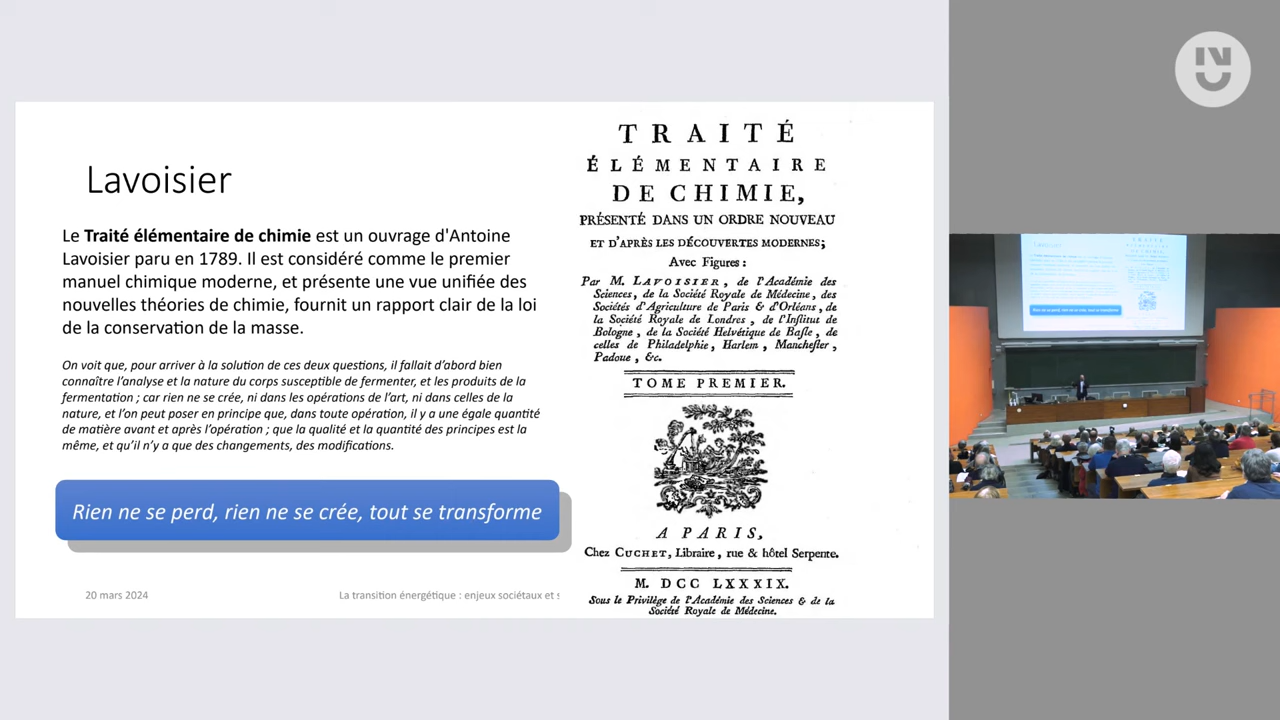 Lavoisier
Le Traité élémentaire de chimie est un ouvrage d'Antoine
Lavoisier paru en 1789. Il est considéré comme le premier
manuel chimique moderne, et présente une vue unifiée des
nouvelles théories de chimie, fournit un rapport clair de la loi
de la conservation de la masse.
On voit que, pour arriver à la solution de ces deux questions, il fallait d'abord bien
connaître l'analyse et la nature du corps susceptible de fermenter, et les produits de la
fermentation ; car rien ne se crée, ni dans les opérations de l'art, ni dans celles de la
nature, et l'on peut poser en principe que, dans toute opération, il y a une égale quantité
de matière avant et après l'opération ; que la qualité et la quantité des principes est la
même, et qu'il n'y a que des changements, des modifications.
Rien ne se perd, rien ne se crée, tout se transforme
20 mars 2024
La transition énergétique : enjeux sociétaux et s
TRAITÉ
ÉLÉMENTAIRE
DE CHIMIE,
PRÉSENTÉ DANS UN ORDRE NOUVEAU
ET D'APRÈS LES DÉCOUVERTES MODERNES;
Avec Figures :
Par M. LAVOISIER, de l'Académie des
Sciences, de la Société Royale de Médecine, des
Sociétés d'Agriculture de Paris & d'Orléans, de
la Société Royale de Londres, de l'Institut de
Bologne, de la Société Helvétique de Basle, de
celles de Philadelphie, Harlem, Manchester,
Padoue, &c.
TOME PREMIER.
A PARIS,
Chez CUCHET, Libraire, rue & hôtel Serpente.
M. DCC LXXXIX.
Sous le Privilège de l'Académie des Sciences & de la
Société Royale de Médecine.